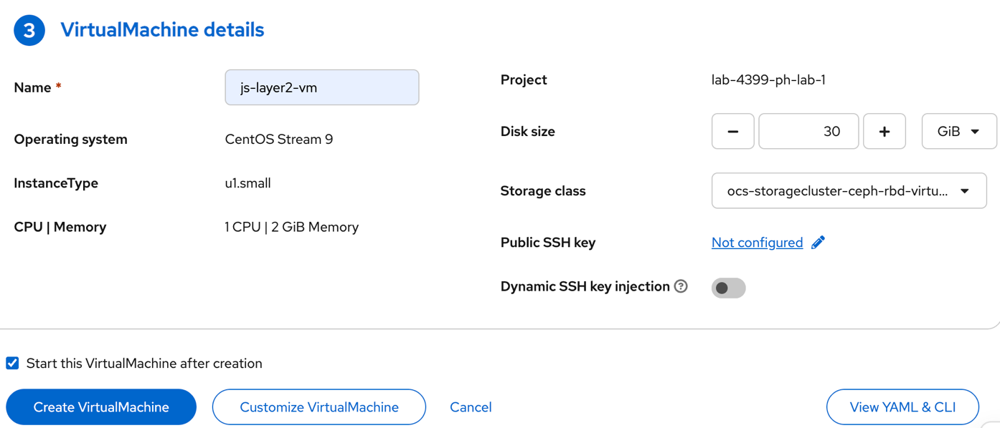 3 VirtualMachine details
Name *
js-layer2-vm
Operating system
CentOS Stream 9
InstanceType
u1.small
CPU | Memory
1 CPU | 2 GiB Memory
Project
lab-4399-ph-lab-1
Disk size
30
GiB
Storage class
ocs-storagecluster-ceph-rbd-virtu...
Public SSH key
Not configured
Dynamic SSH key injection
Start this VirtualMachine after creation
Create VirtualMachine
Customize VirtualMachine
Cancel
View YAML & CLI